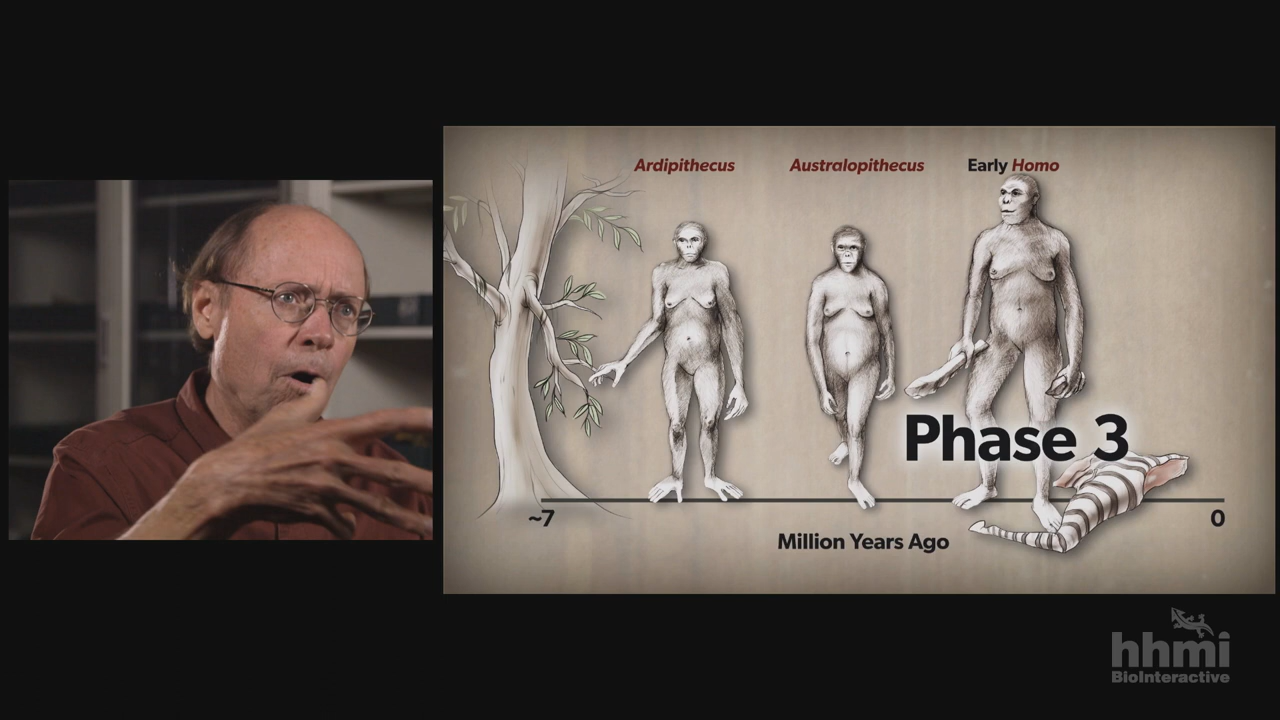 Ardipithecus
Australopithecus
Early Homo
Phase 3
~7
0
Million Years Ago
hhmi
BioInteractive